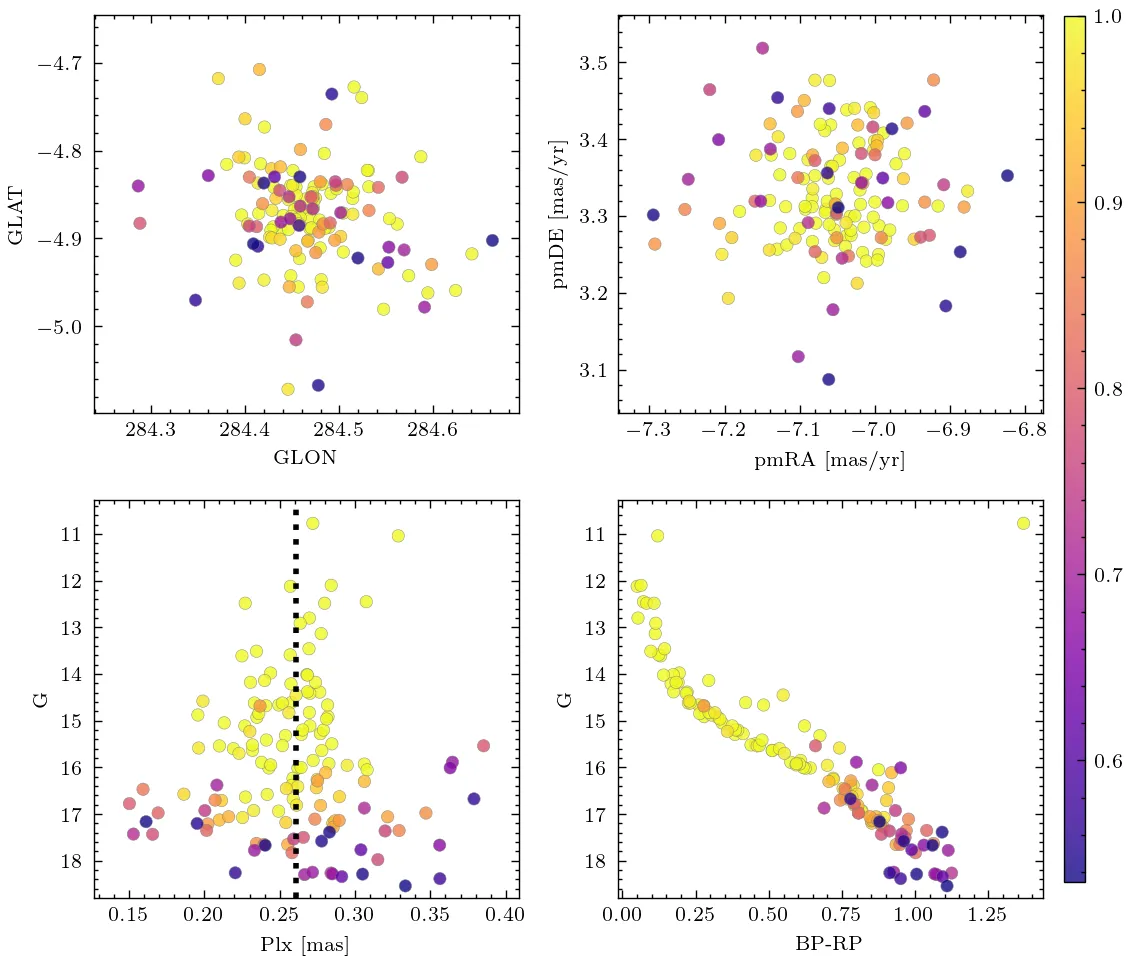 −4.7
−4.8
−4.9
−5.0
GLAT
284.3 284.4 284.5 284.6
GLON
3.5
3.4
3.3
3.2
3.1
pmDE [mas/yr]
−7.3 −7.2 −7.1 −7.0 −6.9 −6.8
pmRA [mas/yr]
1.0
0.9
0.8
0.7
0.6
11
12
13
14
15
16
17
18
G
0.15 0.20 0.25 0.30 0.35 0.40
Plx [mas]
11
12
13
14
15
16
17
18
G
0.00 0.25 0.50 0.75 1.00 1.25
BP-RP